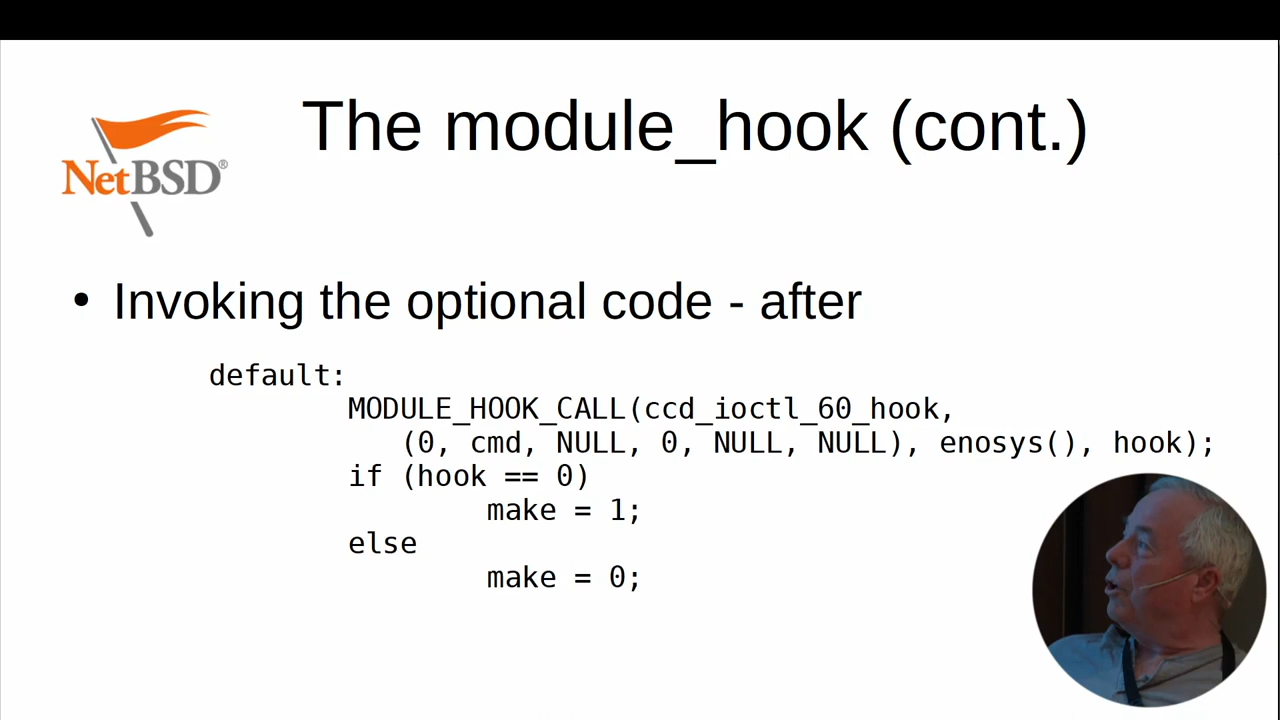 The module_hook (cont.)
NetBSD®
• Invoking the optional code - after
default:
MODULE_HOOK_CALL(ccd_ioctl_60_hook,
(0, cmd, NULL, 0, NULL, NULL), enosys(), hook);
if (hook == 0)
make = 1;
else
make = 0;